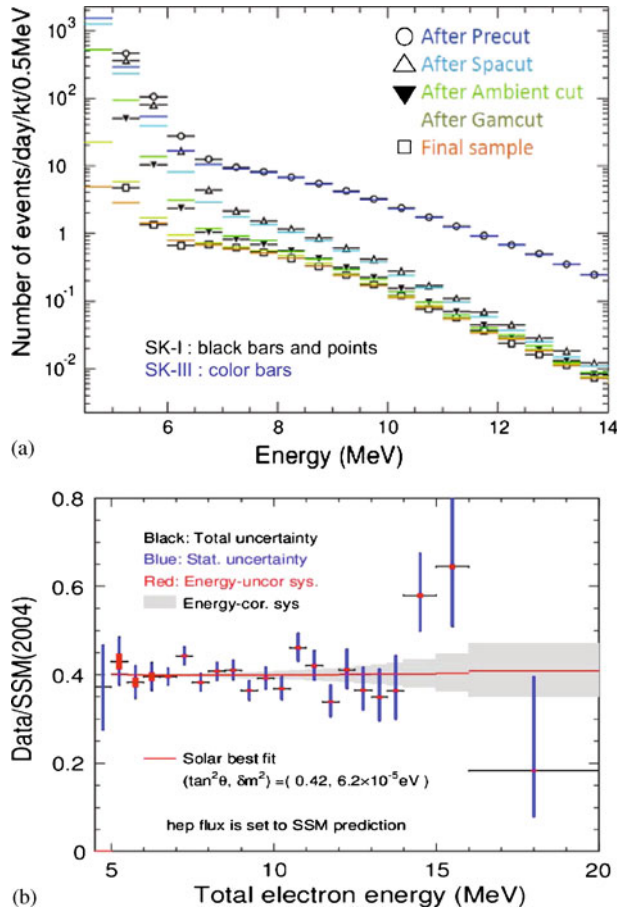 10³
10²
10
1
10⁻¹
10⁻²
Number of events/day/kt/0.5MeV
After Precut
After Spacut
After Ambient cut
After Gamcut
Final sample
SK-I : black bars and points
SK-III : color bars
6 8 10 12 14
(a)
Energy (MeV)
0.8
0.6
0.4
0.2
0
Data/SSM(2004)
Black: Total uncertainty
Blue: Stat. uncertainty
Red: Energy-uncor sys.
Energy-cor. sys
Solar best fit
(tan²θ, δm²) =( 0.42, 6.2×10⁻⁵eV )
hep flux is set to SSM prediction
5 10 15 20
(b)
Total electron energy (MeV)